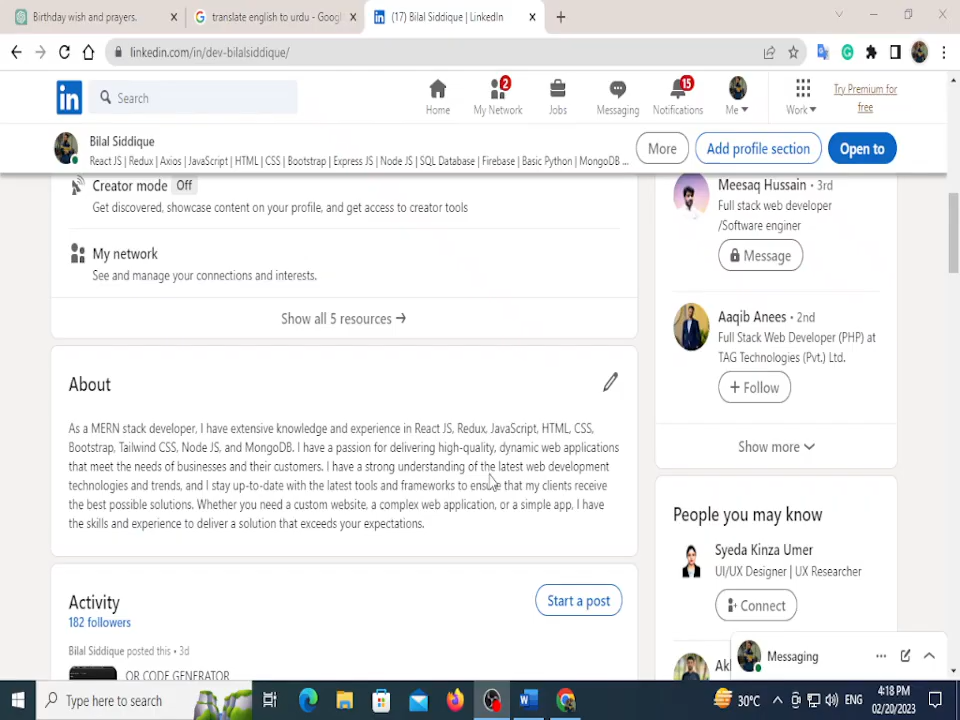 Birthday wish and prayers.
translate english to urdu - Googl
(17) Bilal Siddique | LinkedIn
linkedin.com/in/dev-bilalsiddique/
in
Search
2
15
Home
My Network
Jobs
Messaging
Notifications
Me
Work
Try Premium for
free
Bilal Siddique
React JS | Redux | Axios | JavaScript | HTML | CSS | Bootstrap | Express JS | Node JS | SQL Database | Firebase | Basic Python | MongoDB ...
More
Add profile section
Open to
Creator mode Off
Get discovered, showcase content on your profile, and get access to creator tools
My network
See and manage your connections and interests.
Show all 5 resources →
About
As a MERN stack developer, I have extensive knowledge and experience in React JS, Redux, JavaScript, HTML, CSS,
Bootstrap, Tailwind CSS, Node JS, and MongoDB. I have a passion for delivering high-quality, dynamic web applications
that meet the needs of businesses and their customers. I have a strong understanding of the latest web development
technologies and trends, and I stay up-to-date with the latest tools and frameworks to ensure that my clients receive
the best possible solutions. Whether you need a custom website, a complex web application, or a simple app, I have
the skills and experience to deliver a solution that exceeds your expectations.
Activity
182 followers
Start a post
Bilal Siddique posted this • 3d
QR CODE GENERATOR
Meesaq Hussain • 3rd
Full stack web developer
/Software enginer
Message
Aaqib Anees • 2nd
Full Stack Web Developer (PHP) at
TAG Technologies (Pvt.) Ltd.
+ Follow
Show more
People you may know
Syeda Kinza Umer
UI/UX Designer | UX Researcher
Connect
Messaging
Type here to search
30°C
ENG
4:18 PM
02/20/2023